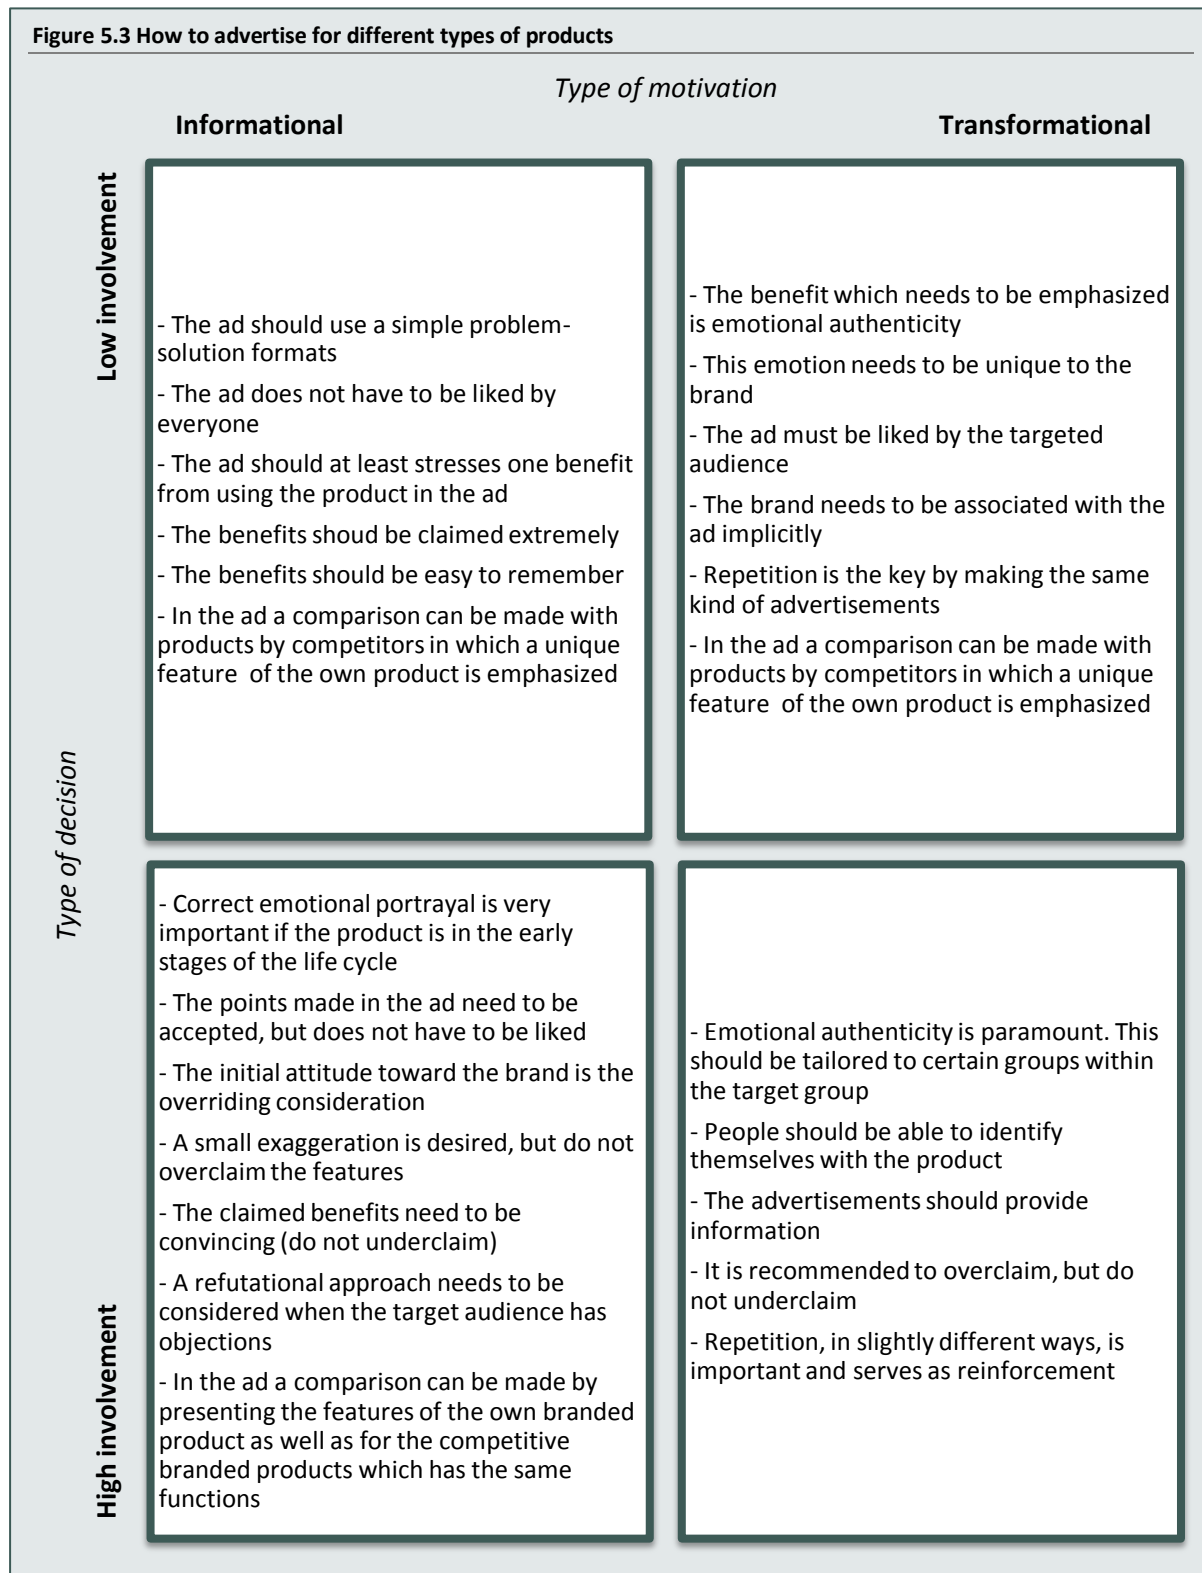 Figure 5.3 How to advertise for different types of products
Type of motivation
Informational
Transformational
Low involvement
- The ad should use a simple problem-
solution formats
- The ad does not have to be liked by
everyone
- The ad should at least stresses one benefit
from using the product in the ad
- The benefits shoud be claimed extremely
- The benefits should be easy to remember
- In the ad a comparison can be made with
products by competitors in which a unique
feature of the own product is emphasized
- The benefit which needs to be emphasized
is emotional authenticity
- This emotion needs to be unique to the
brand
- The ad must be liked by the targeted
audience
- The brand needs to be associated with the
ad implicitly
- Repetition is the key by making the same
kind of advertisements
- In the ad a comparison can be made with
products by competitors in which a unique
feature of the own product is emphasized
Type of decision
High involvement
- Correct emotional portrayal is very
important if the product is in the early
stages of the life cycle
- The points made in the ad need to be
accepted, but does not have to be liked
- The initial attitude toward the brand is the
overriding consideration
- A small exaggeration is desired, but do not
overclaim the features
- The claimed benefits need to be
convincing (do not underclaim)
- A refutational approach needs to be
considered when the target audience has
objections
- In the ad a comparison can be made by
presenting the features of the own branded
product as well as for the competitive
branded products which has the same
functions
- Emotional authenticity is paramount. This
should be tailored to certain groups within
the target group
- People should be able to identify
themselves with the product
- The advertisements should provide
information
- It is recommended to overclaim, but do
not underclaim
- Repetition, in slightly different ways, is
important and serves as reinforcement